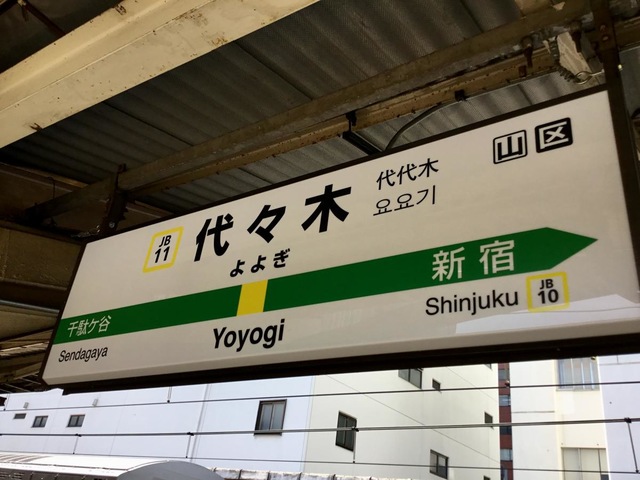 山 区
JB
11
代々木
代代木
요요기
よよぎ
千駄ケ谷
新宿
Sendagaya
Yoyogi
Shinjuku
JB
10